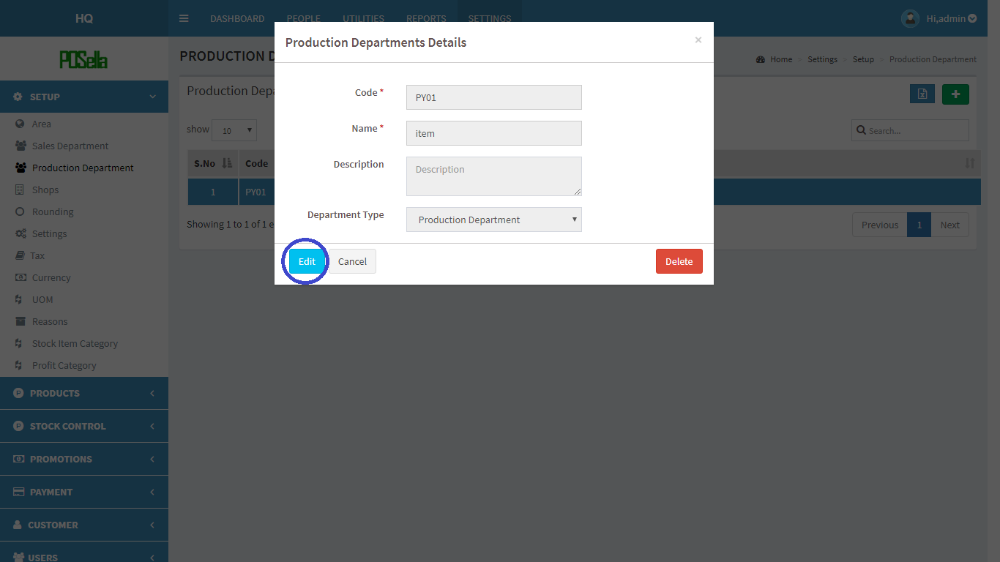 HQ
DASHBOARD PEOPLE UTILITIES REPORTS SETTINGS
Hi,admin
POSella
PRODUCTION D
Home Settings Setup Production Department
Production Departments Details
×
SETUP
Area
Sales Department
Production Department
Shops
Rounding
Settings
Tax
Currency
UOM
Reasons
Stock Item Category
Profit Category
PRODUCTS
STOCK CONTROL
PROMOTIONS
PAYMENT
CUSTOMER
USERS
Production Depa
show 10
Search...
S.No Code
1 PY01
Showing 1 to 1 of 1 e
Previous 1 Next
Code * PY01
Name * item
Description Description
Department Type Production Department
Edit Cancel Delete